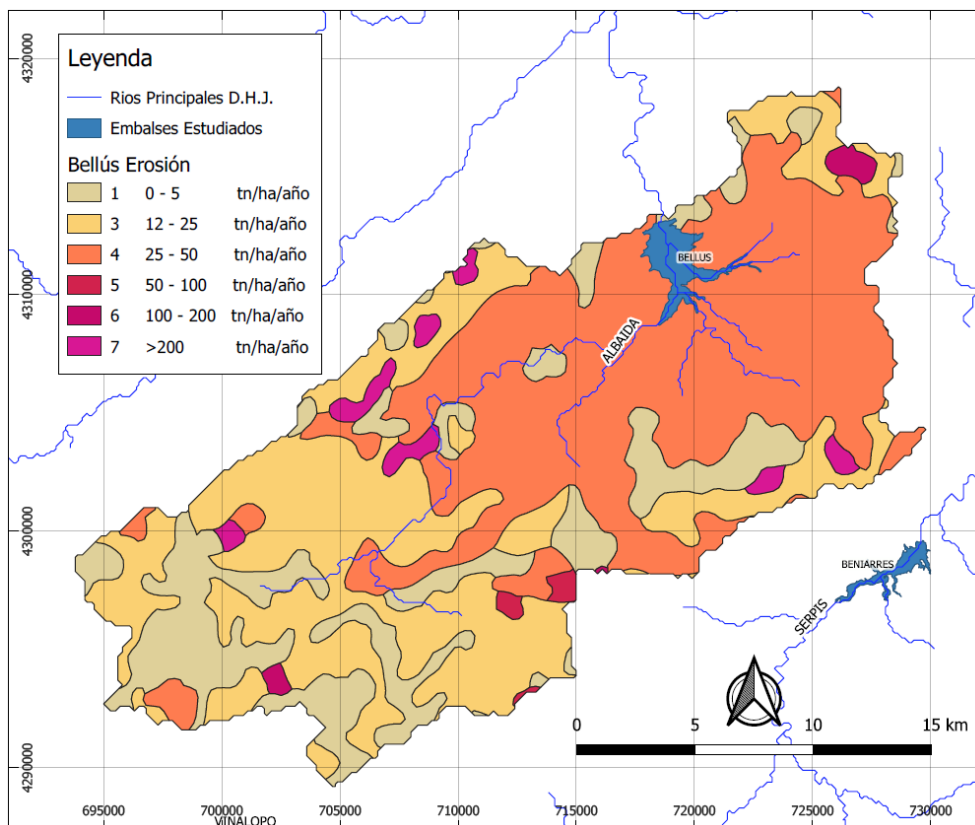 Leyenda
Rios Principales D.H.J.
Embalses Estudiados
Bellús Erosión
1 0 - 5 tn/ha/año
3 12 - 25 tn/ha/año
4 25 - 50 tn/ha/año
5 50 - 100 tn/ha/año
6 100 - 200 tn/ha/año
7 >200 tn/ha/año
4320000
4310000
4300000
4290000
BELLUS
ALBAIDA
BENIARRES
SERPIS
0 5 10 15 km
695000 700000 705000 710000 715000 720000 725000 730000
VINALOPO